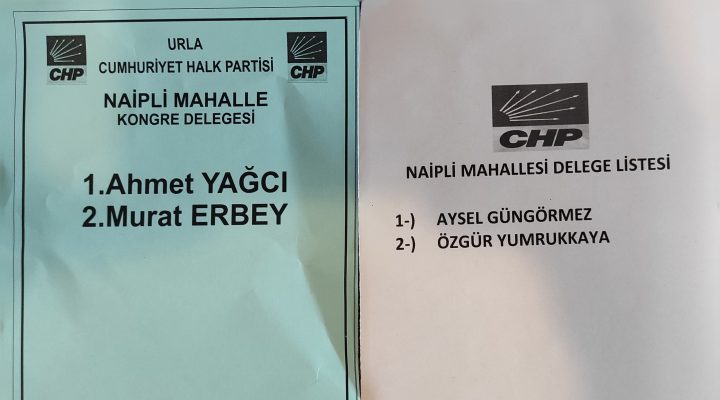 URLA
CHP CUMHURİYET HALK PARTİSİ CHP
NAİPLİ MAHALLE
KONGRE DELEGESİ
1.Ahmet YAĞCI
2.Murat ERBEY
CHP
NAİPLİ MAHALLESİ DELEGE LİSTESİ
1-) AYSEL GÜNGÖRMEZ
2-) ÖZGÜR YUMRUKKAYA